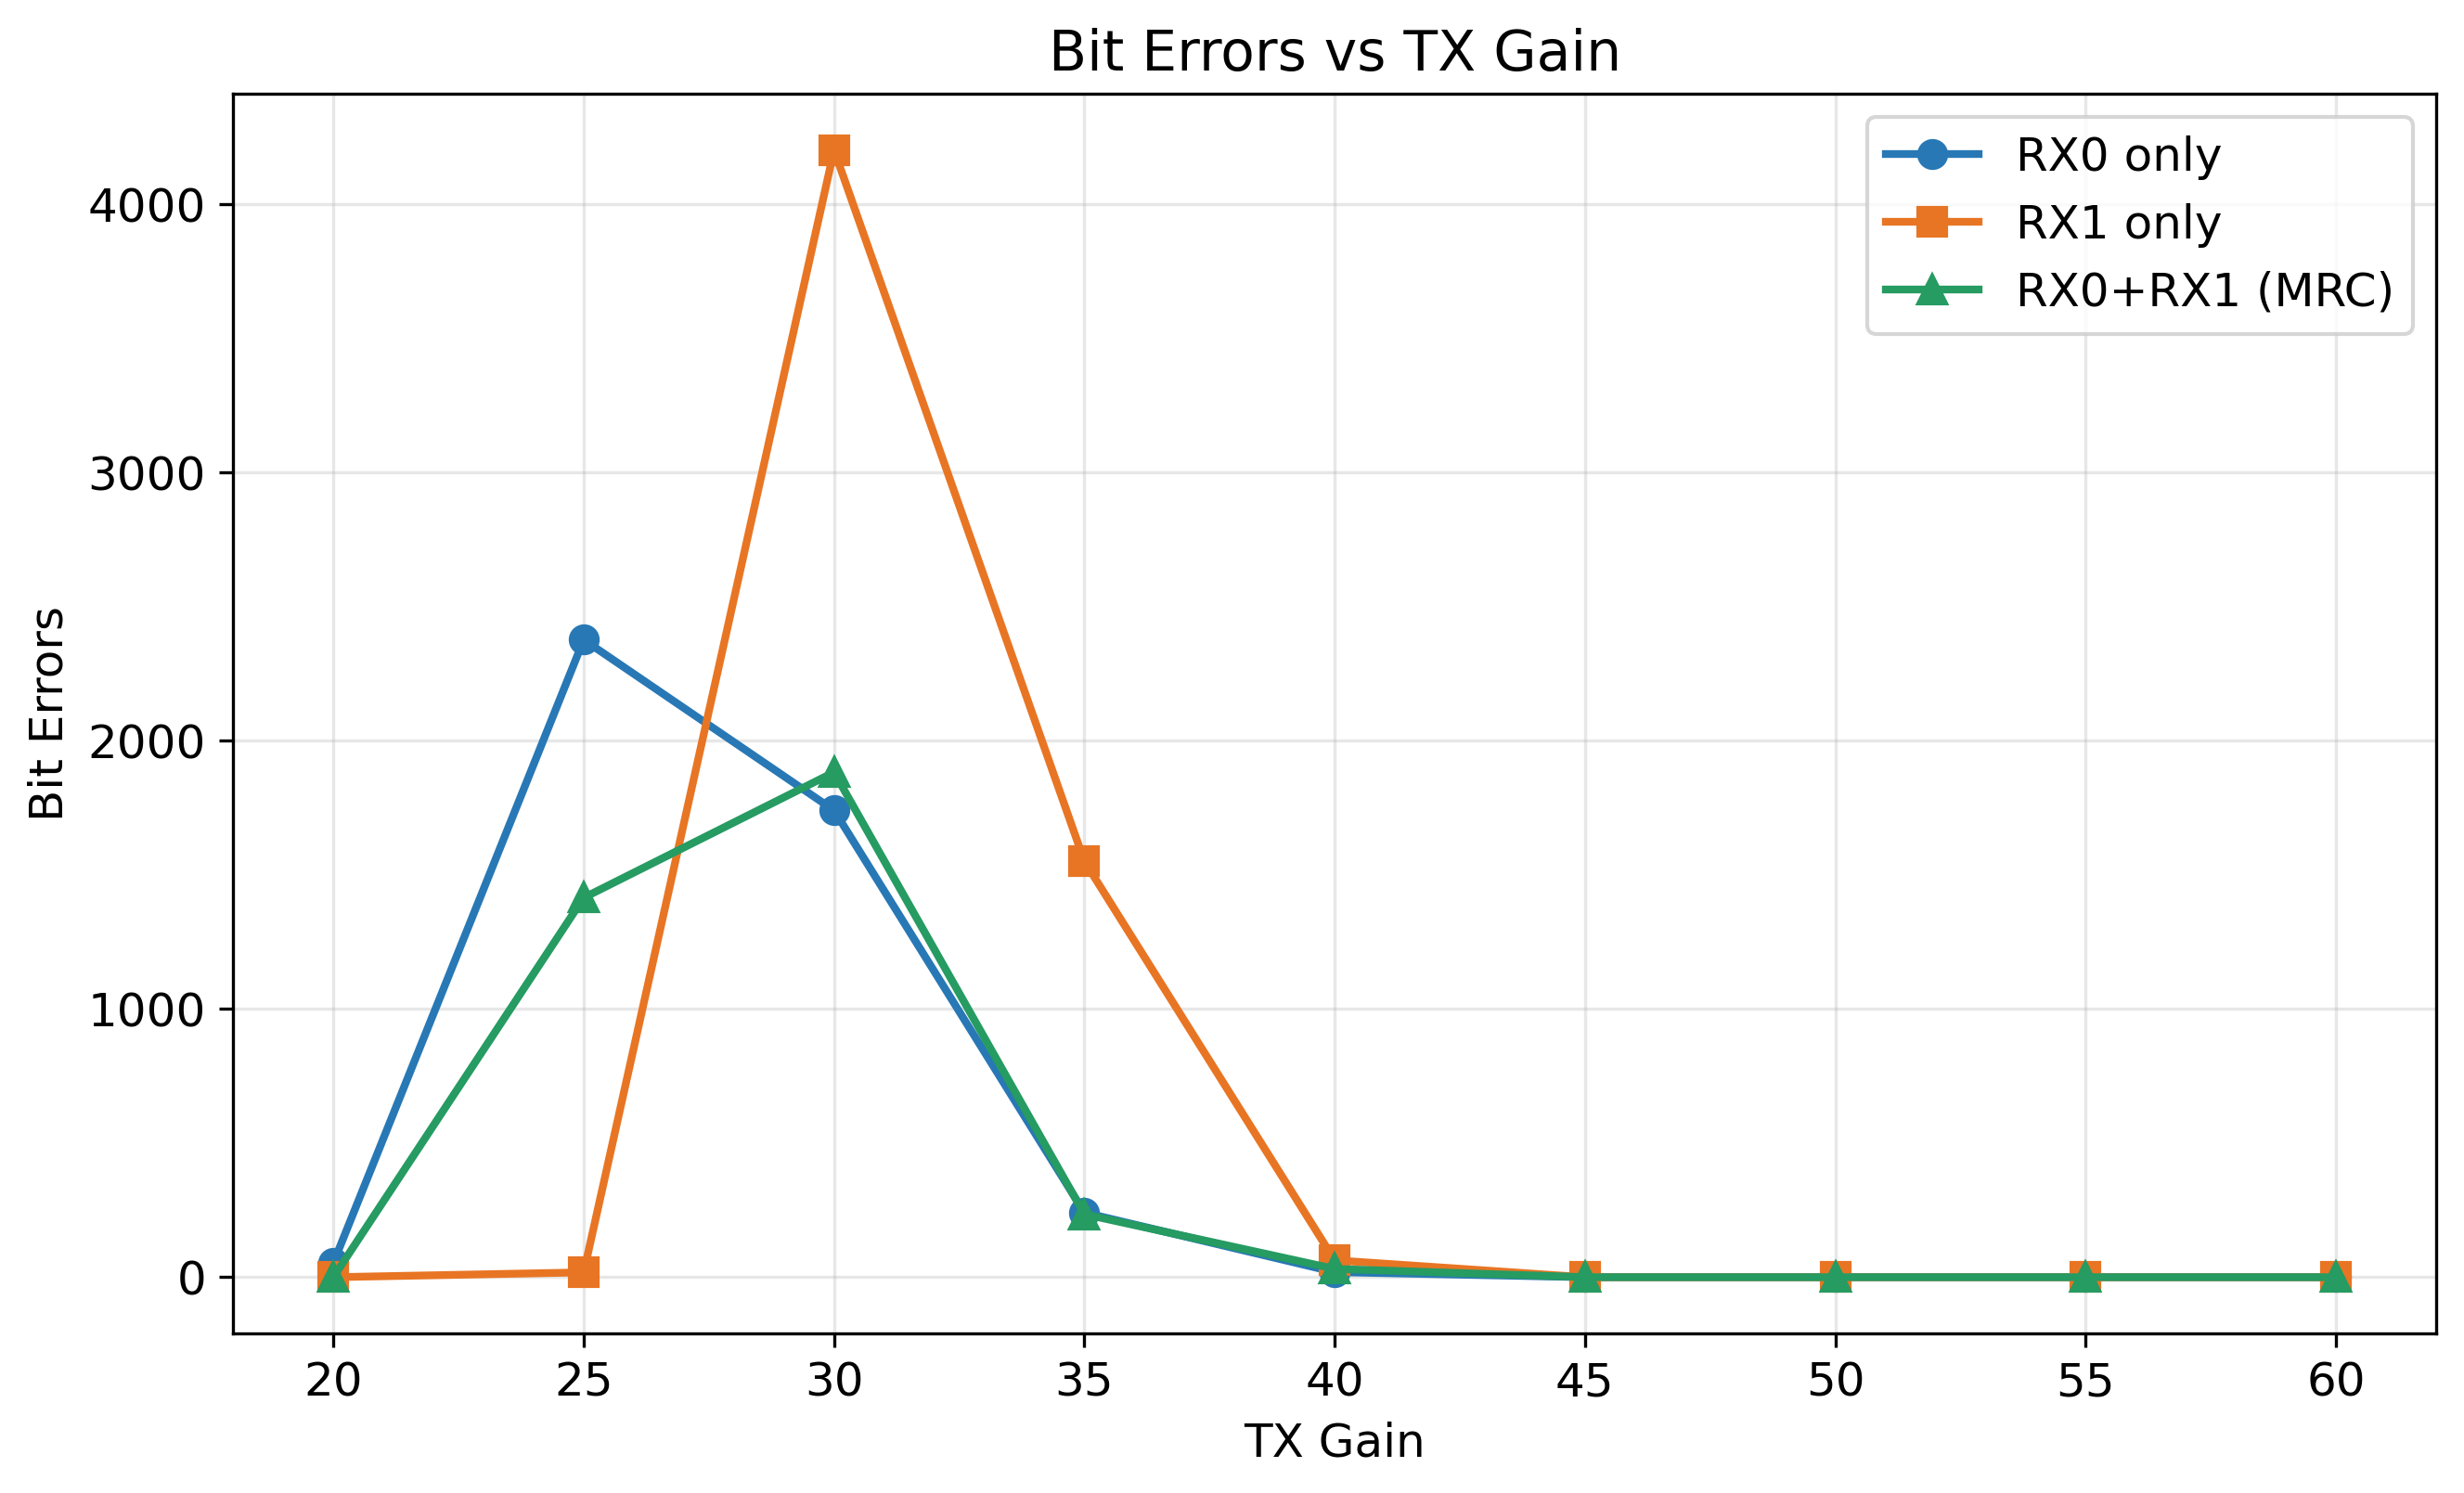 Bit Errors vs TX Gain
RX0 only
RX1 only
RX0+RX1 (MRC)
Bit Errors
4000
3000
2000
1000
0
20 25 30 35 40 45 50 55 60
TX Gain